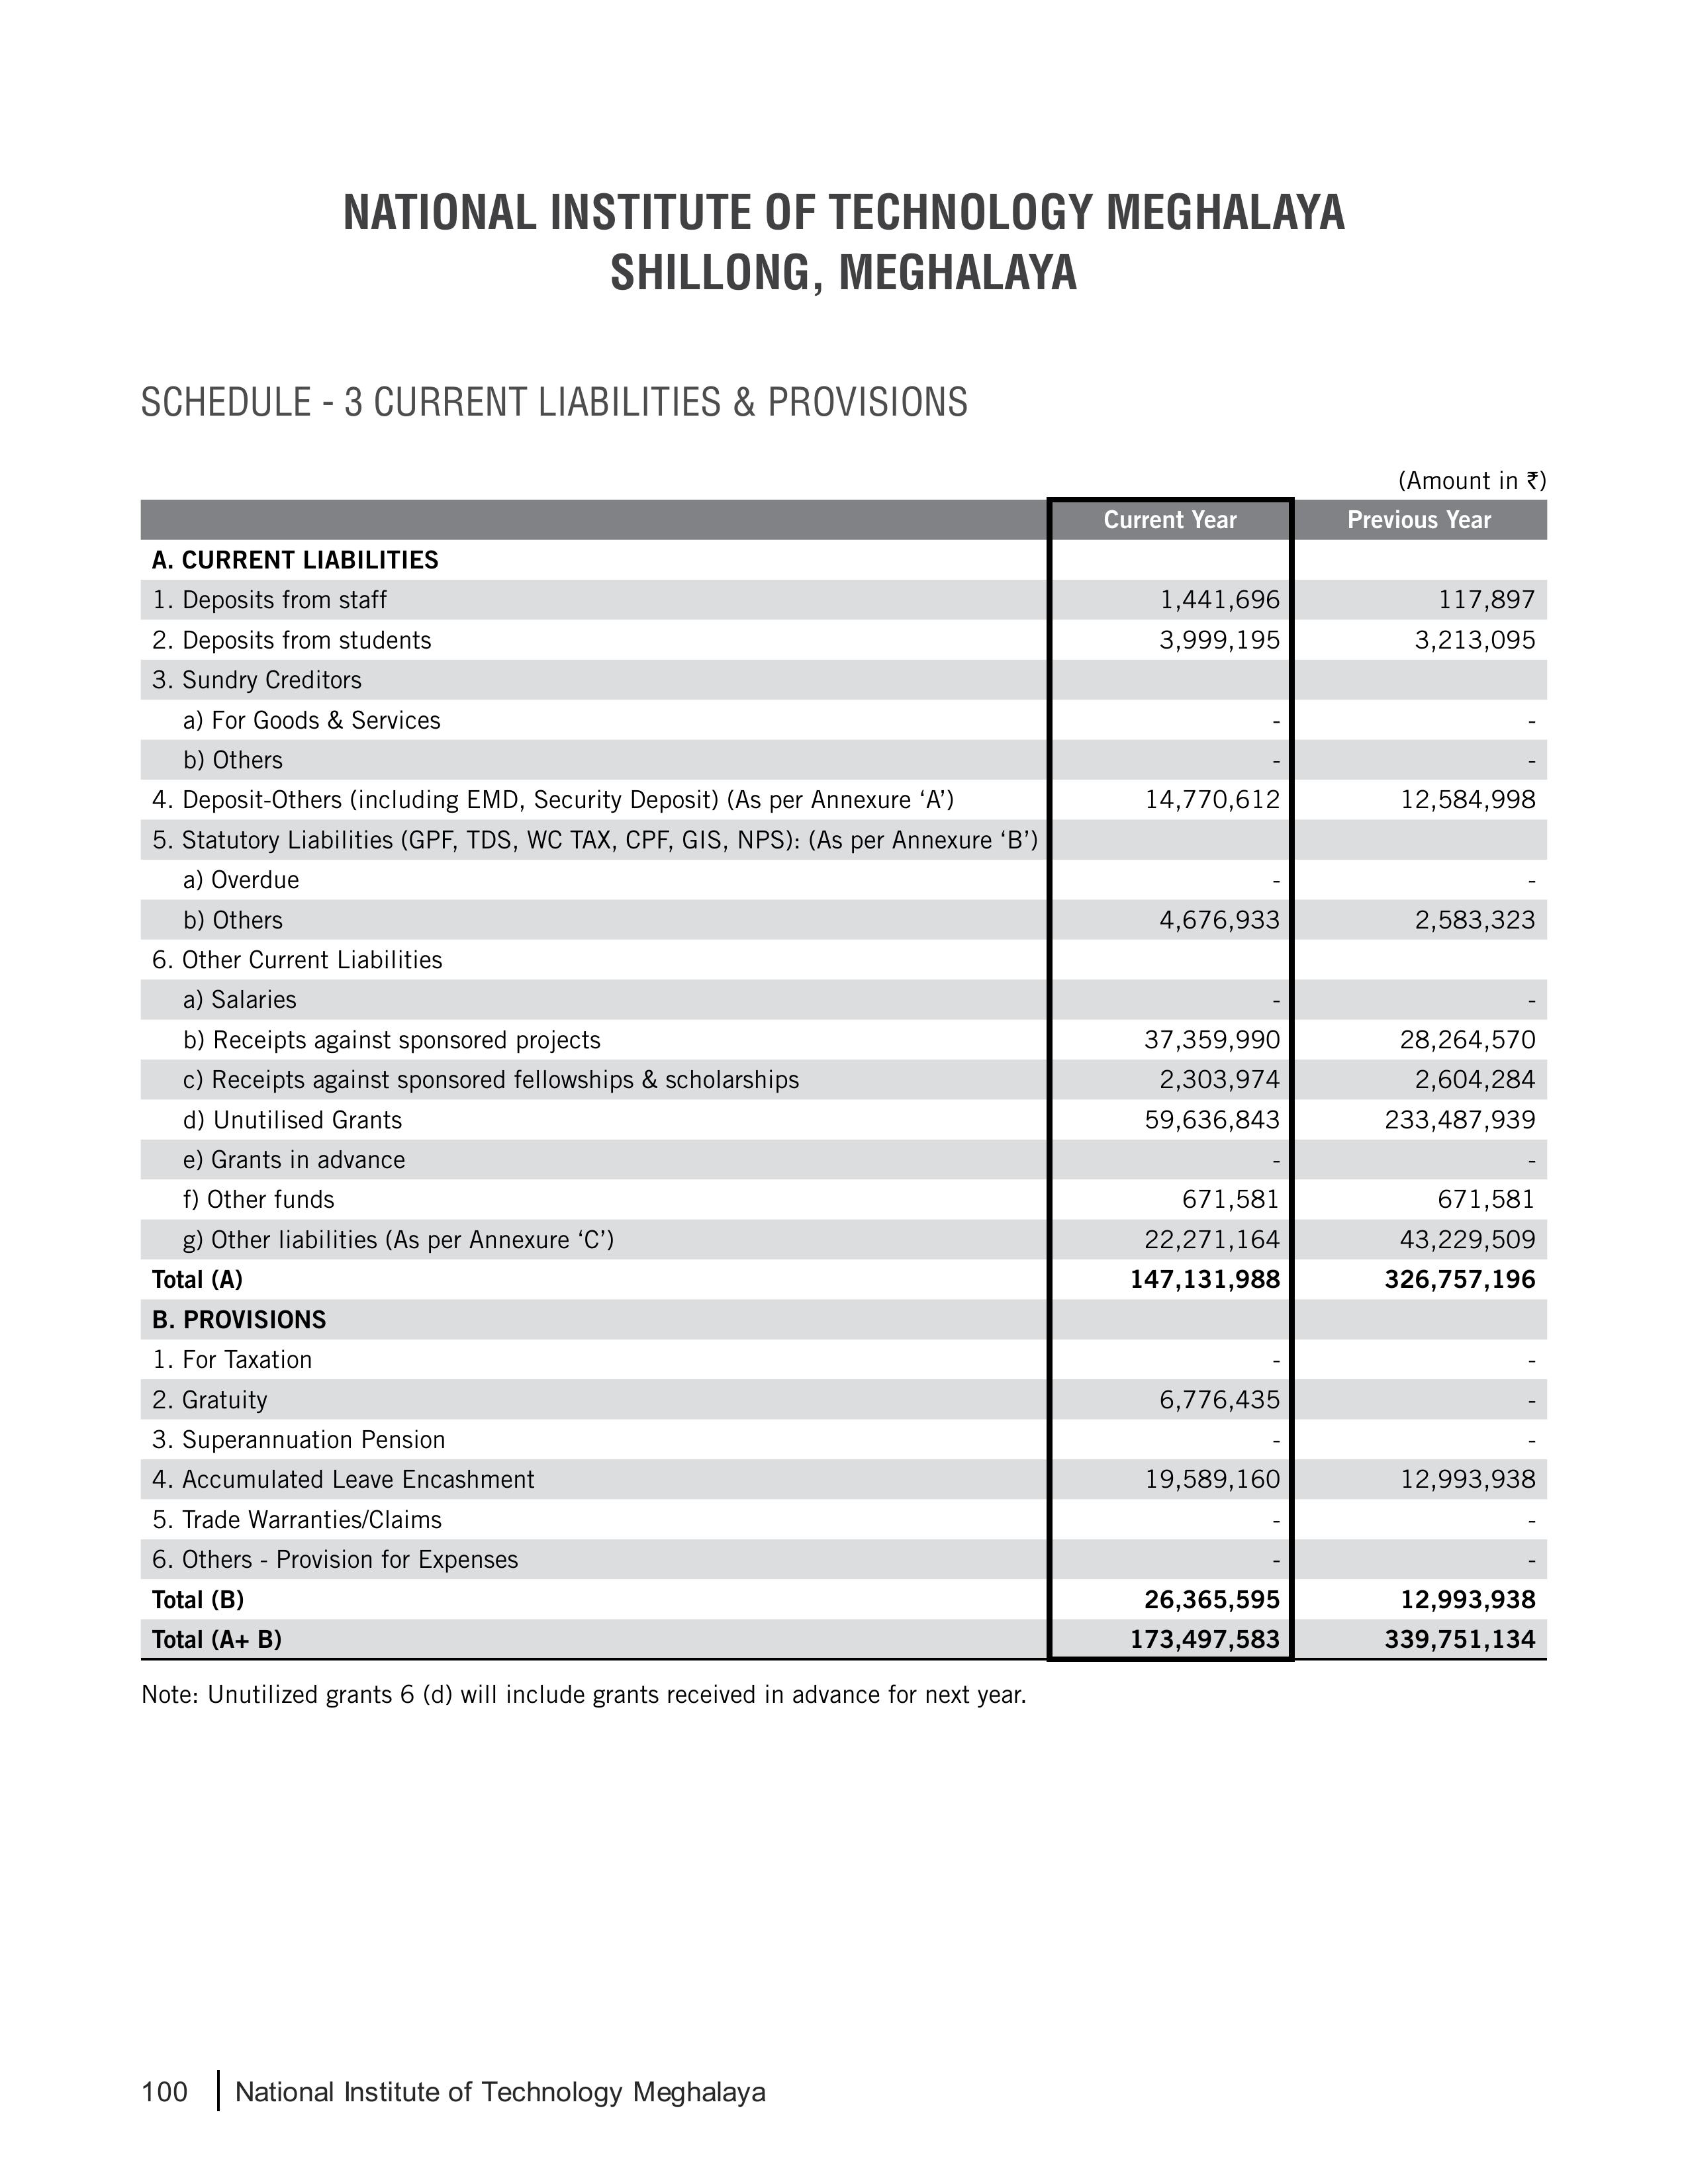 NATIONAL INSTITUTE OF TECHNOLOGY MEGHALAYA
SHILLONG, MEGHALAYA
SCHEDULE - 3 CURRENT LIABILITIES & PROVISIONS
(Amount in ₹)
Current Year Previous Year
A. CURRENT LIABILITIES
1. Deposits from staff 1,441,696 117,897
2. Deposits from students 3,999,195 3,213,095
3. Sundry Creditors
a) For Goods & Services - -
b) Others - -
4. Deposit-Others (including EMD, Security Deposit) (As per Annexure ‘A’) 14,770,612 12,584,998
5. Statutory Liabilities (GPF, TDS, WC TAX, CPF, GIS, NPS): (As per Annexure ‘B’)
a) Overdue - -
b) Others 4,676,933 2,583,323
6. Other Current Liabilities
a) Salaries - -
b) Receipts against sponsored projects 37,359,990 28,264,570
c) Receipts against sponsored fellowships & scholarships 2,303,974 2,604,284
d) Unutilised Grants 59,636,843 233,487,939
e) Grants in advance - -
f) Other funds 671,581 671,581
g) Other liabilities (As per Annexure ‘C’) 22,271,164 43,229,509
Total (A) 147,131,988 326,757,196
B. PROVISIONS
1. For Taxation - -
2. Gratuity 6,776,435 -
3. Superannuation Pension - -
4. Accumulated Leave Encashment 19,589,160 12,993,938
5. Trade Warranties/Claims - -
6. Others - Provision for Expenses - -
Total (B) 26,365,595 12,993,938
Total (A+ B) 173,497,583 339,751,134
Note: Unutilized grants 6 (d) will include grants received in advance for next year.
100 National Institute of Technology Meghalaya